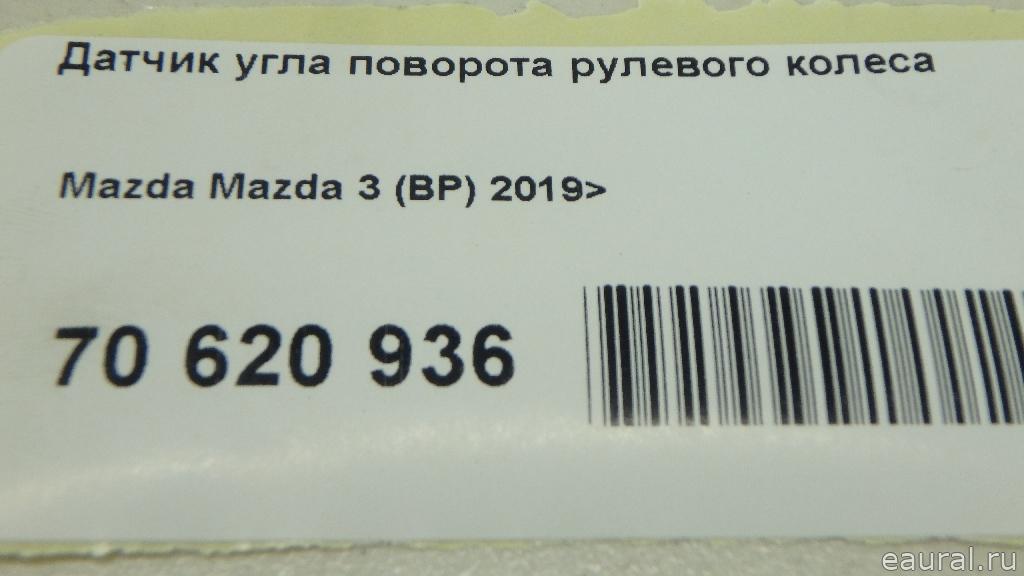 Датчик угла поворота рулевого колеса
Mazda Mazda 3 (BP) 2019>
70 620 936
eaural.ru